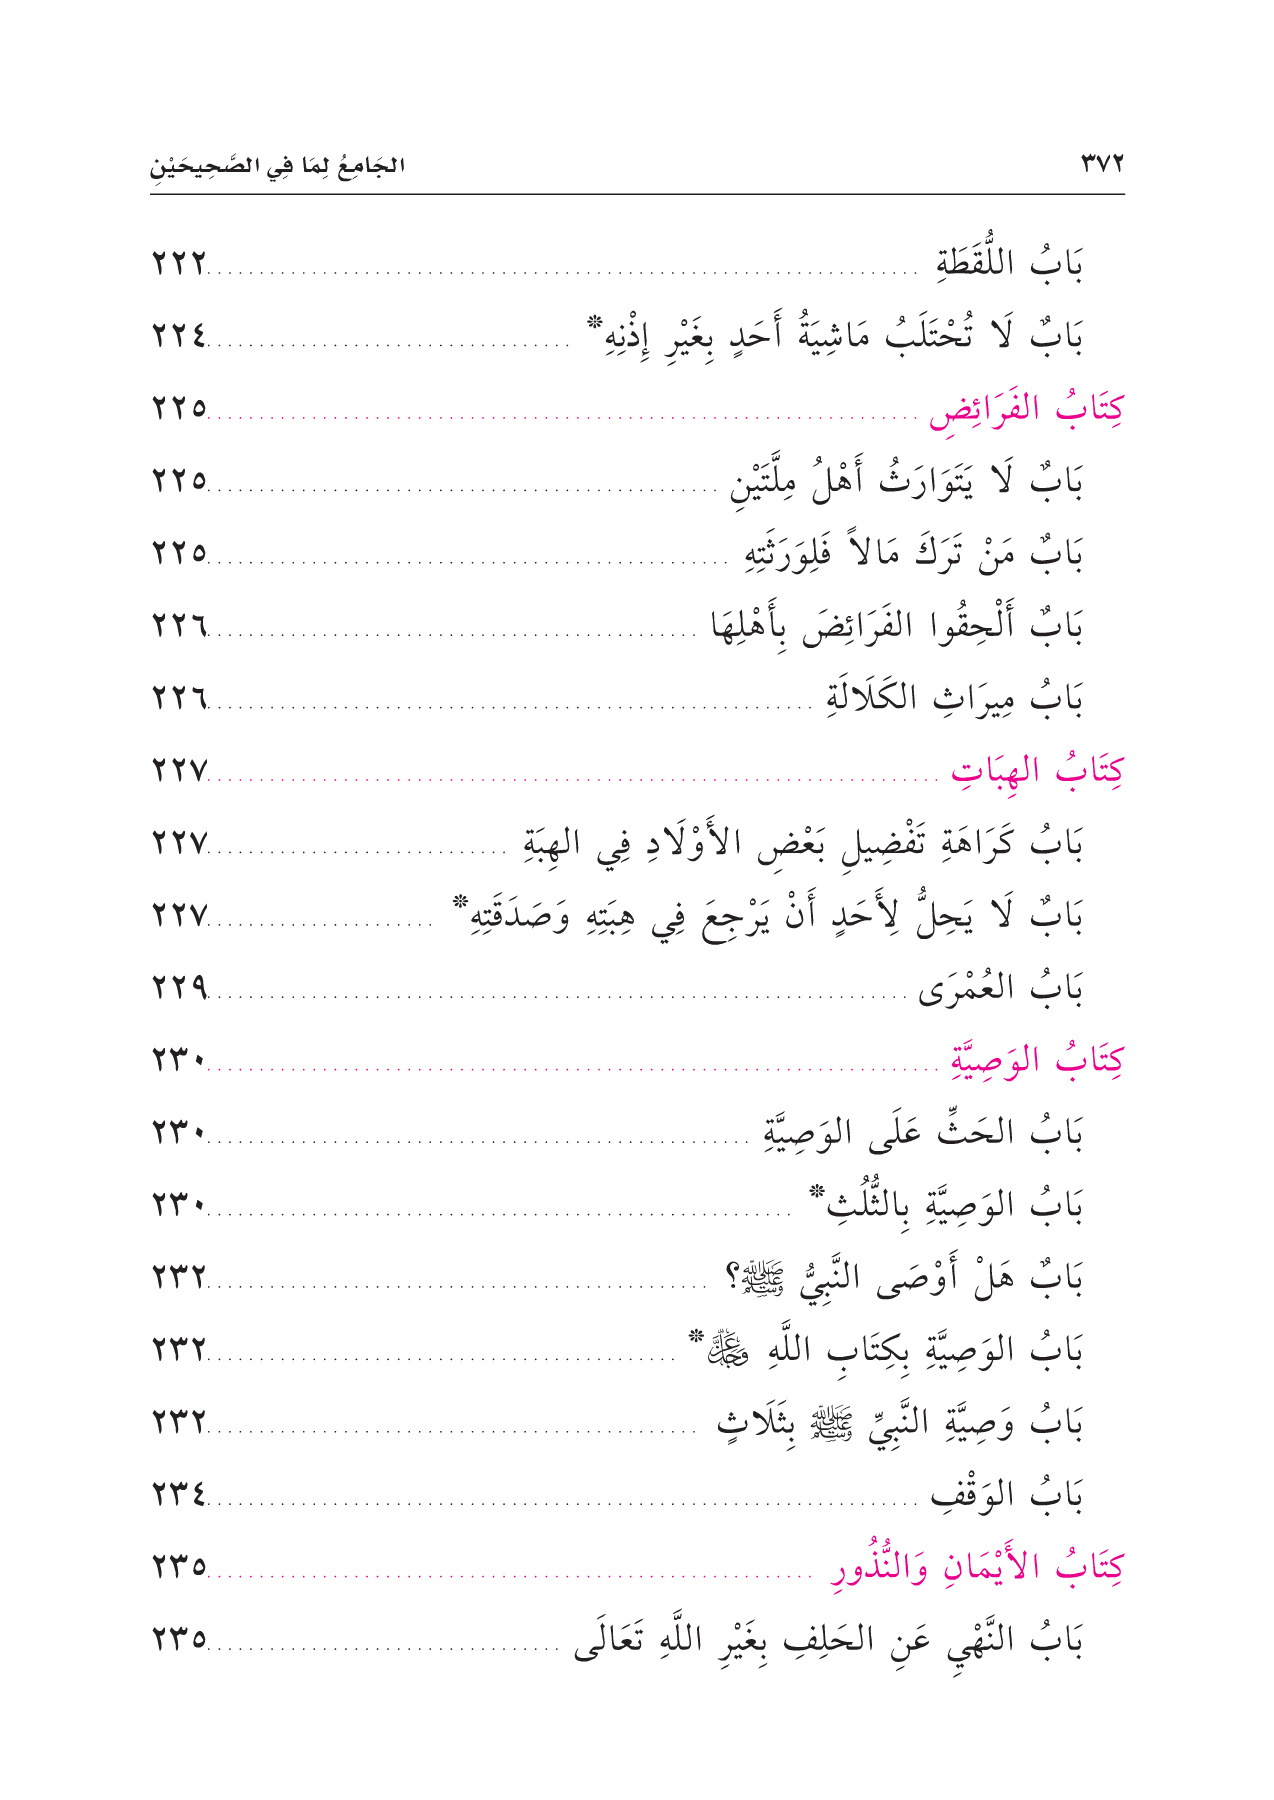 ٣٧٢ الجَامِعُ لِمَا فِي الصَّحِيحَيْنِ
بَابُ اللُّقَطَةِ ٢٢٢
بَابٌ لَا تُحْتَلَبُ مَاشِيَةُ أَحَدٍ بِغَيْرِ إِذْنِهِ* ٢٢٤
كِتَابُ الفَرَائِضِ ٢٢٥
بَابٌ لَا يَتَوَارَثُ أَهْلُ مِلَّتَيْنِ ٢٢٥
بَابٌ مَنْ تَرَكَ مَالاً فَلِوَرَثَتِهِ ٢٢٥
بَابٌ أَلْحِقُوا الفَرَائِضَ بِأَهْلِهَا ٢٢٦
بَابُ مِيرَاثِ الكَلَالَةِ ٢٢٦
كِتَابُ الهِبَاتِ ٢٢٧
بَابُ كَرَاهَةِ تَفْضِيلِ بَعْضِ الأَوْلَادِ فِي الهِبَةِ ٢٢٧
بَابٌ لَا يَحِلُّ لِأَحَدٍ أَنْ يَرْجِعَ فِي هِبَتِهِ وَصَدَقَتِهِ* ٢٢٧
بَابُ العُمْرَى ٢٢٩
كِتَابُ الوَصِيَّةِ ٢٣٠
بَابُ الحَثِّ عَلَى الوَصِيَّةِ ٢٣٠
بَابُ الوَصِيَّةِ بِالثُّلُثِ* ٢٣٠
بَابٌ هَلْ أَوْصَى النَّبِيُّ ﷺ؟ ٢٣٢
بَابُ الوَصِيَّةِ بِكِتَابِ اللَّهِ عَزَّ وَجَلَّ* ٢٣٢
بَابُ وَصِيَّةِ النَّبِيِّ ﷺ بِثَلَاثٍ ٢٣٢
بَابُ الوَقْفِ ٢٣٤
كِتَابُ الأَيْمَانِ وَالنُّذُورِ ٢٣٥
بَابُ النَّهْيِ عَنِ الحَلِفِ بِغَيْرِ اللَّهِ تَعَالَى ٢٣٥